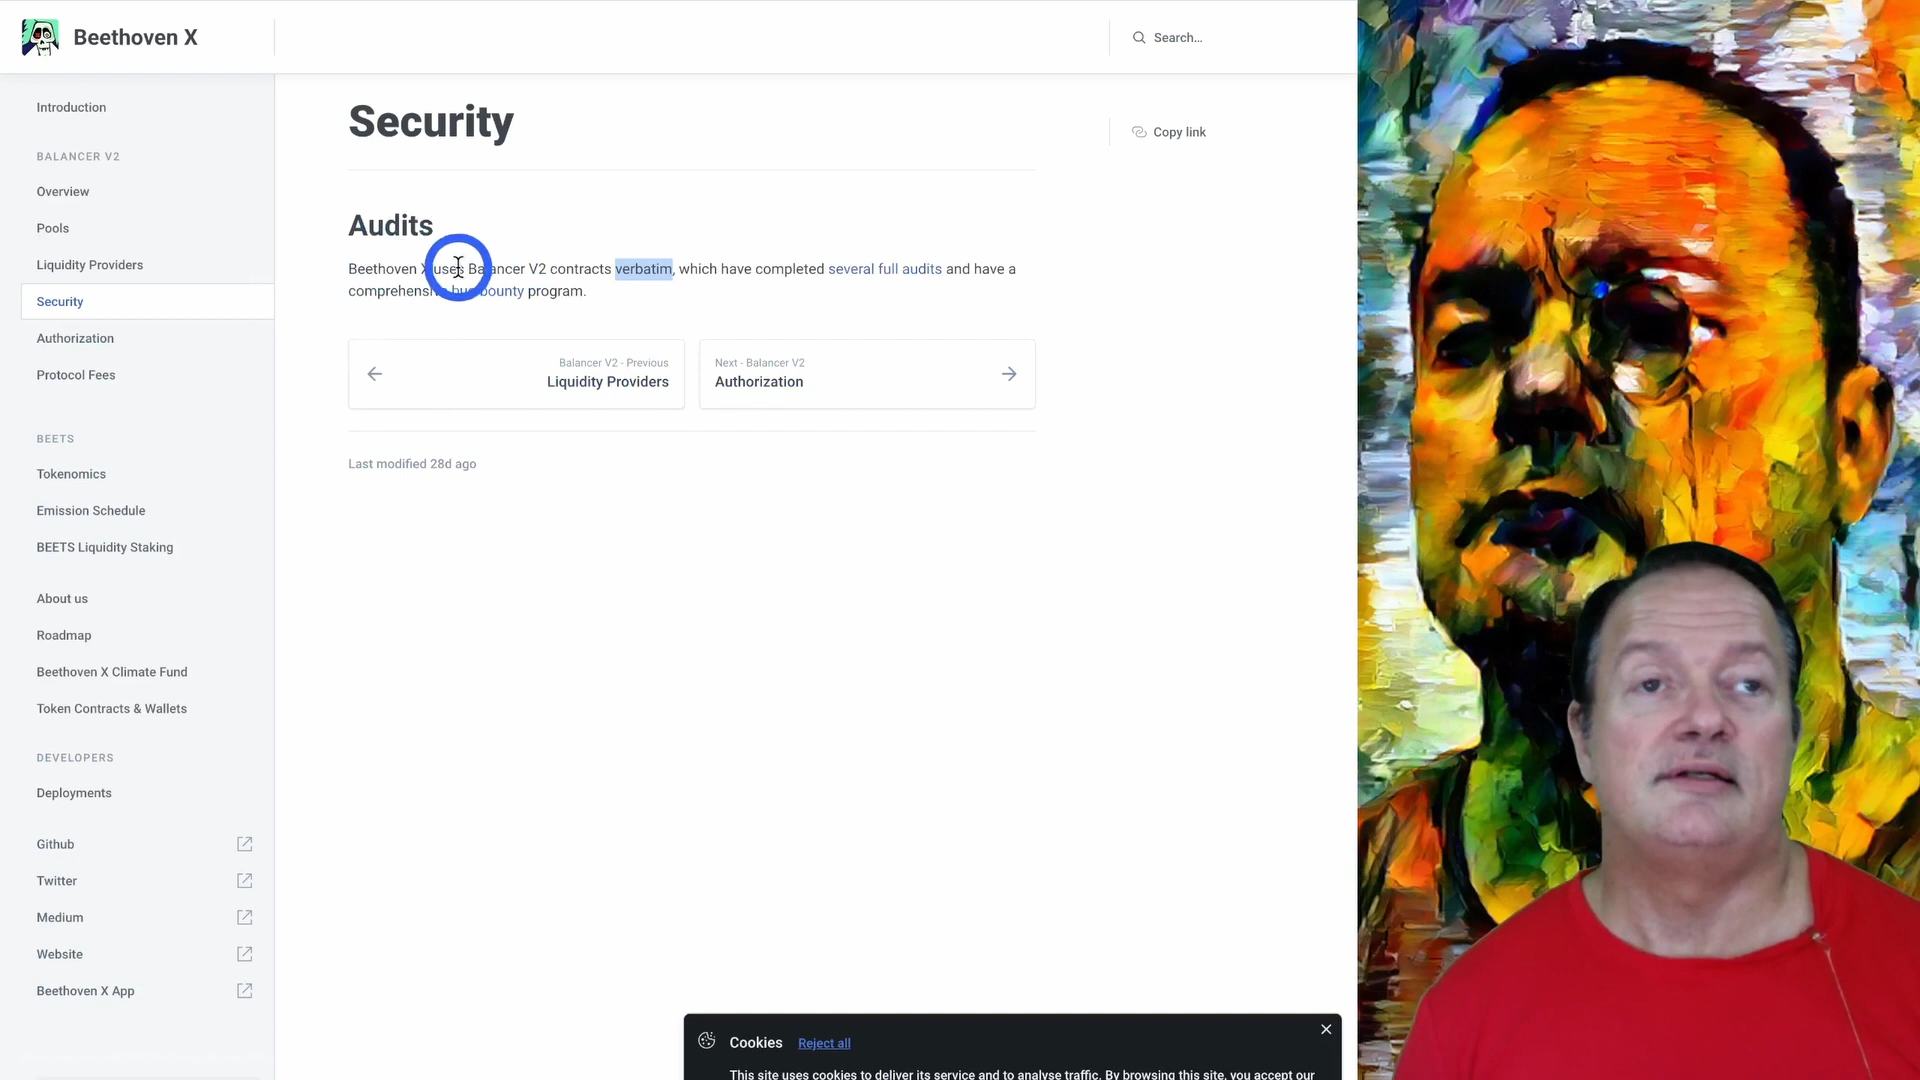 Beethoven X
Search...
Introduction
BALANCER V2
Overview
Pools
Liquidity Providers
Security
Authorization
Protocol Fees
BEETS
Tokenomics
Emission Schedule
BEETS Liquidity Staking
About us
Roadmap
Beethoven X Climate Fund
Token Contracts & Wallets
DEVELOPERS
Deployments
Github
Twitter
Medium
Website
Beethoven X App
Security
Copy link
Audits
Beethoven X uses Balancer V2 contracts verbatim, which have completed several full audits and have a
comprehensive bug bounty program.
Balancer V2 - Previous
Liquidity Providers
Next - Balancer V2
Authorization
Last modified 28d ago
Cookies Reject all
This site uses cookies to deliver its service and to analyse traffic. By browsing this site, you accept our